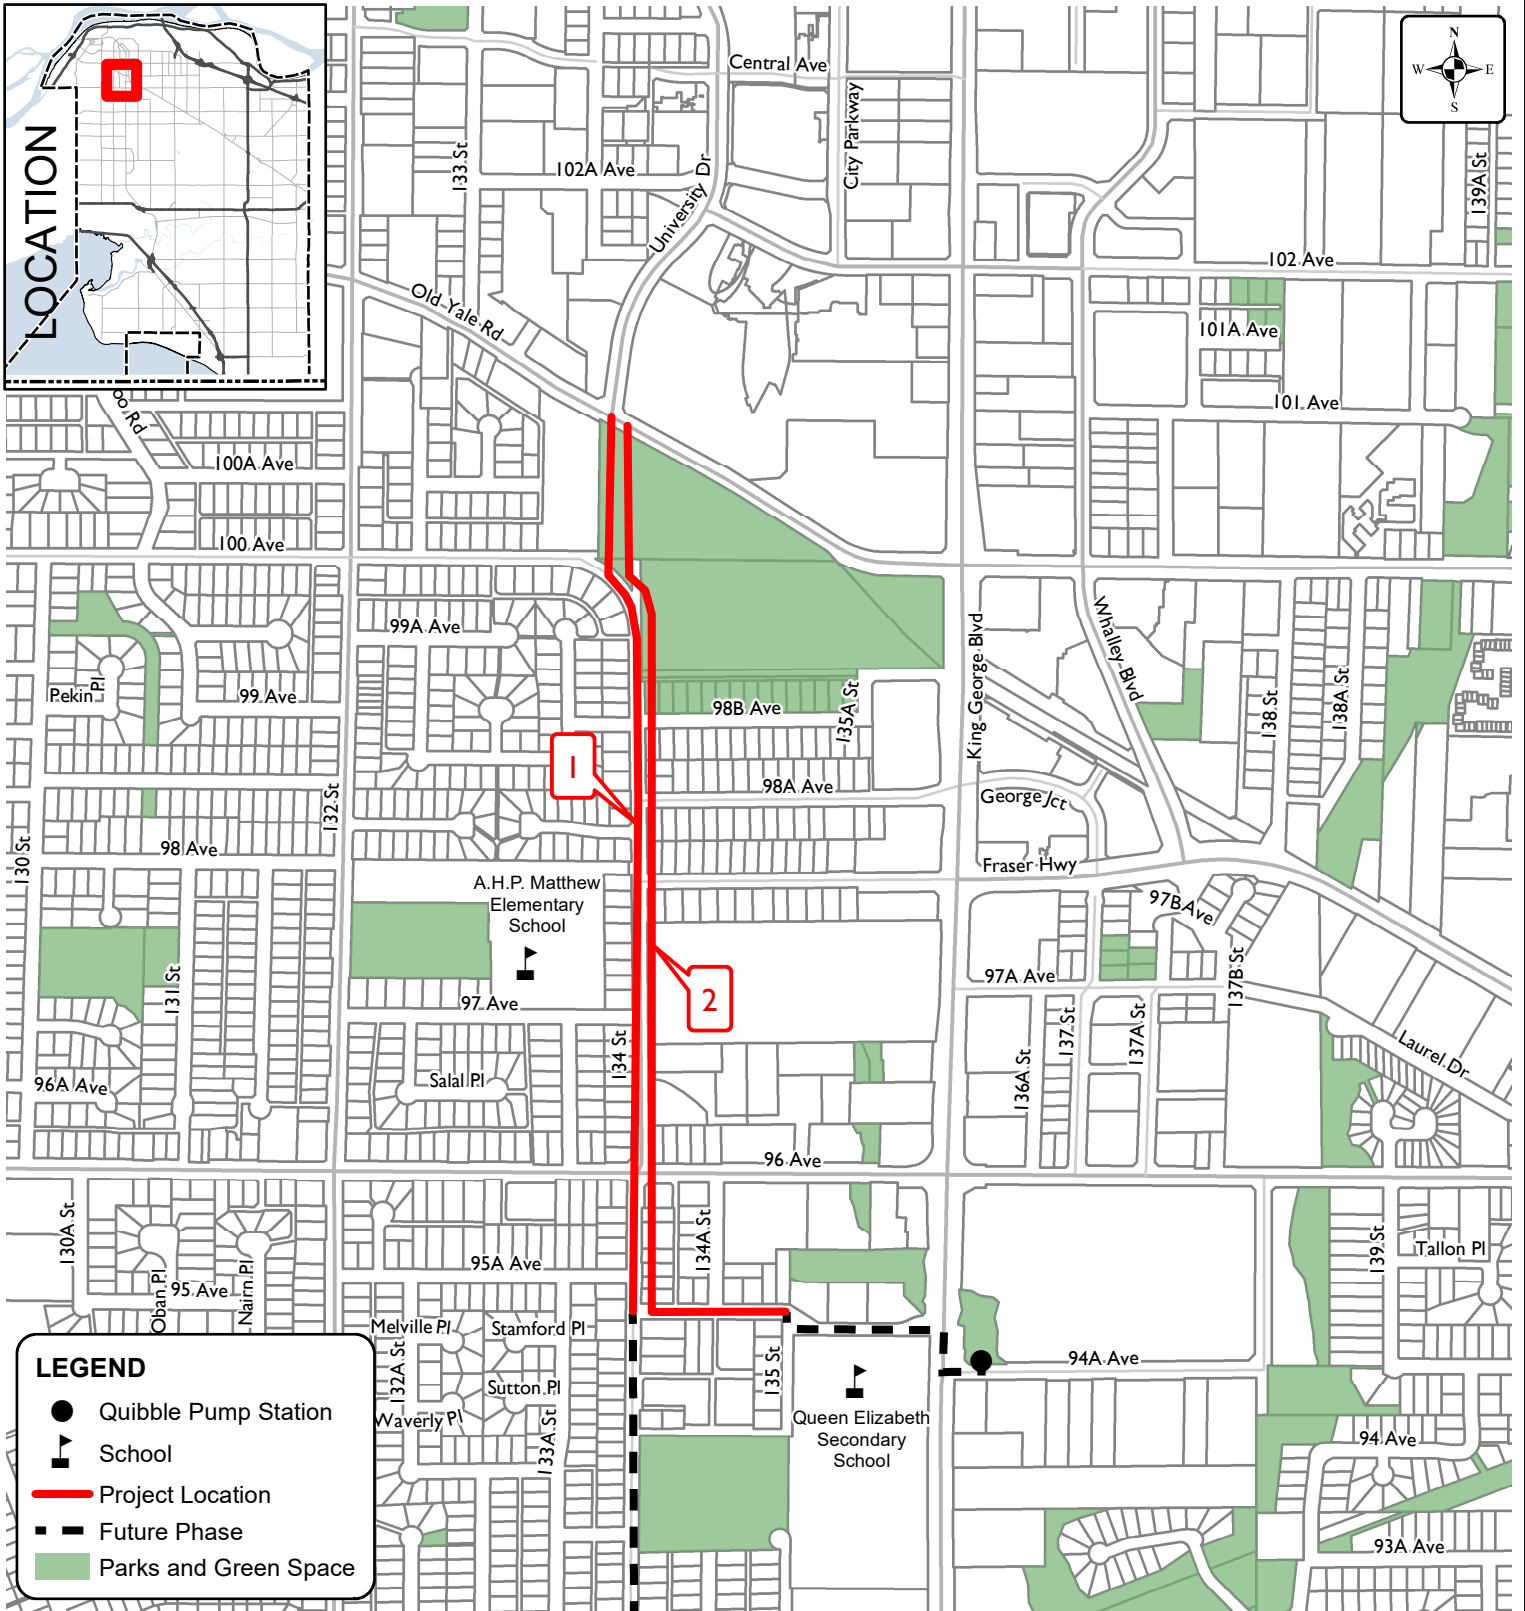 LOCATION
N
W E
S
Central Ave
City Parkway
133 St
102A Ave
University Dr
139A St
102 Ave
Old Yale Rd
101A Ave
101 Ave
oo Rd
100A Ave
100 Ave
99A Ave
King George Blvd
Whalley Blvd
Pekin Pl
99 Ave
98B Ave
135A St
138 St
138A St
1
98A Ave
George Jct
132 St
130 St
98 Ave
Fraser Hwy
A.H.P. Matthew
Elementary
School
97B Ave
131 St
97 Ave
2
97A Ave
137B St
134 St
136A St
137 St
137A St
Laurel Dr
96A Ave
Salal Pl
96 Ave
130A St
134A St
139 St
Tallon Pl
95A Ave
Oban Pl
95 Ave
Nairn Pl
Melville Pl
Stamford Pl
132A St
135 St
94A Ave
Sutton Pl
Waverly Pl
133A St
Queen Elizabeth
Secondary
School
94 Ave
93A Ave
LEGEND
Quibble Pump Station
School
Project Location
Future Phase
Parks and Green Space